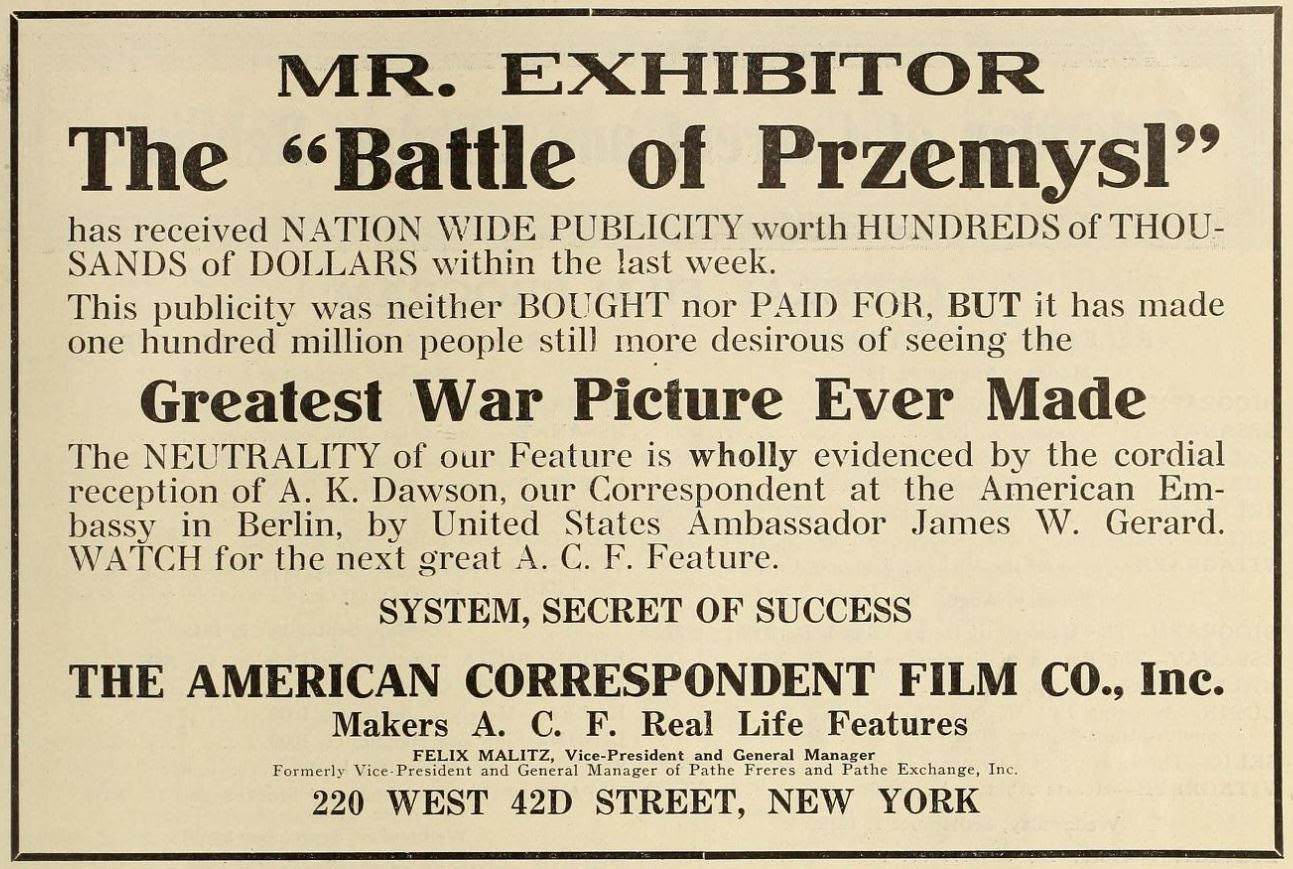 MR. EXHIBITOR
The “Battle of Przemysl”
has received NATION WIDE PUBLICITY worth HUNDREDS of THOU-
SANDS of DOLLARS within the last week.
This publicity was neither BOUGHT nor PAID FOR, BUT it has made
one hundred million people still more desirous of seeing the
Greatest War Picture Ever Made
The NEUTRALITY of our Feature is wholly evidenced by the cordial
reception of A. K. Dawson, our Correspondent at the American Em-
bassy in Berlin, by United States Ambassador James W. Gerard.
WATCH for the next great A. C. F. Feature.
SYSTEM, SECRET OF SUCCESS
THE AMERICAN CORRESPONDENT FILM CO., Inc.
Makers A. C. F. Real Life Features
FELIX MALITZ, Vice-President and General Manager
Formerly Vice-President and General Manager of Pathe Freres and Pathe Exchange, Inc.
220 WEST 42D STREET, NEW YORK